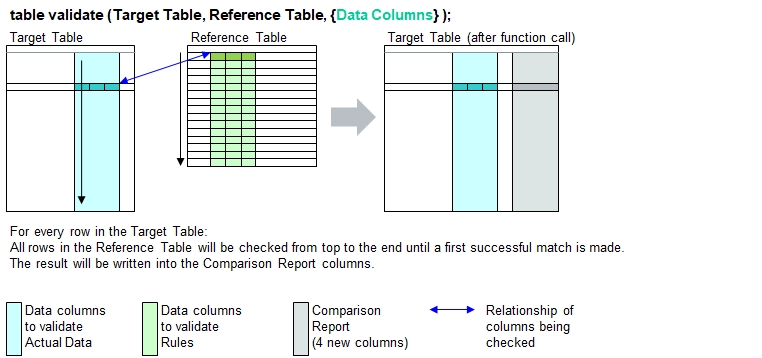 table validate (Target Table, Reference Table, {Data Columns} );
Target Table
Reference Table
Target Table (after function call)
For every row in the Target Table:
All rows in the Reference Table will be checked from top to the end until a first successful match is made.
The result will be written into the Comparison Report columns.
Data columns
to validate
Actual Data
Data columns
to validate
Rules
Comparison
Report
(4 new columns)
Relationship of
columns being
checked